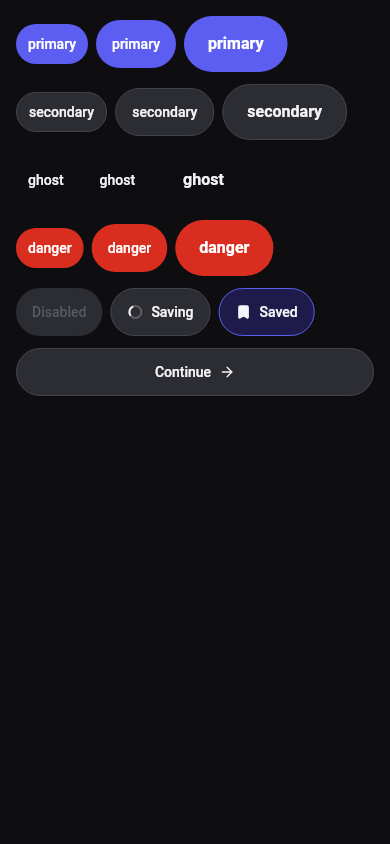 primary primary primary
secondary secondary secondary
ghost ghost ghost
danger danger danger
Disabled Saving Saved
Continue